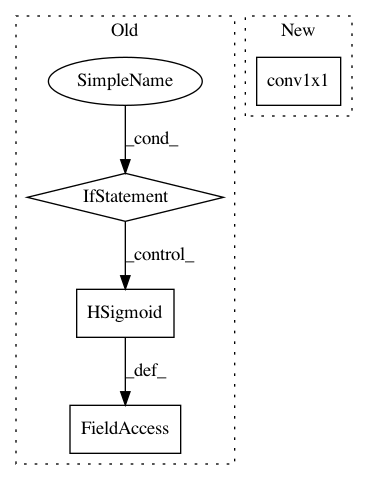 Old
New
SimpleName
conv1x1
_cond_
IfStatement
_control_
HSigmoid
_def_
FieldAccess